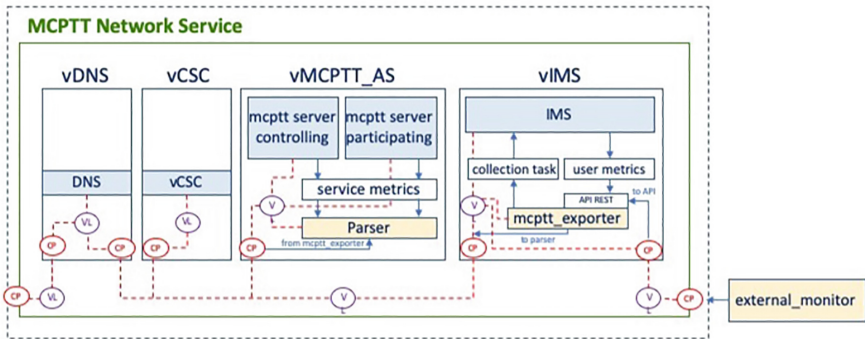 MCPTT Network Service
vDNS
vCSC
vMCPTT_AS
vIMS
mcptt server
controlling
mcptt server
participating
IMS
collection task
user metrics
DNS
vCSC
service metrics
API REST
to API
VL
VL
V
Parser
V
mcptt_exporter
from mcptt_exporter
to parser
CP
CP
CP
CP
CP
CP
CP
VL
V
L
V
L
CP
external_monitor